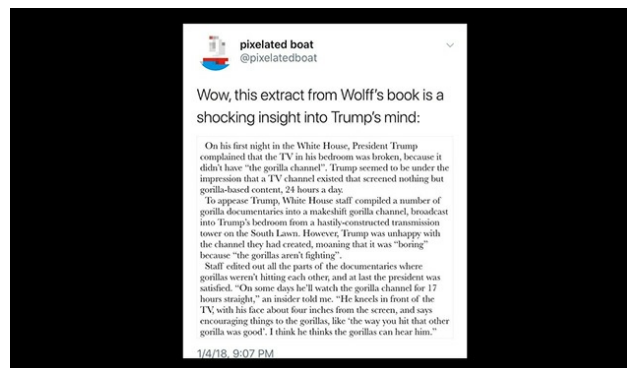 pixelated boat
@pixelatedboat
Wow, this extract from Wolff's book is a
shocking insight into Trump's mind:
On his first night in the White House, President Trump
complained that the TV in his bedroom was broken, because it
didn't have "the gorilla channel". Trump seemed to be under the
impression that a TV channel existed that screened nothing but
gorilla-based content, 24 hours a day.
To appease Trump, White House staff compiled a number of
gorilla documentaries into a makeshift gorilla channel, broadcast
into Trump's bedroom from a hastily-constructed transmission
tower on the South Lawn. However, Trump was unhappy with
the channel they had created, moaning that it was "boring"
because "the gorillas aren't fighting".
Staff edited out all the parts of the documentaries where
gorillas weren't hitting each other, and at last the president was
satisfied. "On some days he'll watch the gorilla channel for 17
hours straight," an insider told me. "He kneels in front of the
TV, with his face about four inches from the screen, and says
encouraging things to the gorillas, like 'the way you hit that other
gorilla was good'. I think he thinks the gorillas can hear him."
1/4/18, 9:07 PM